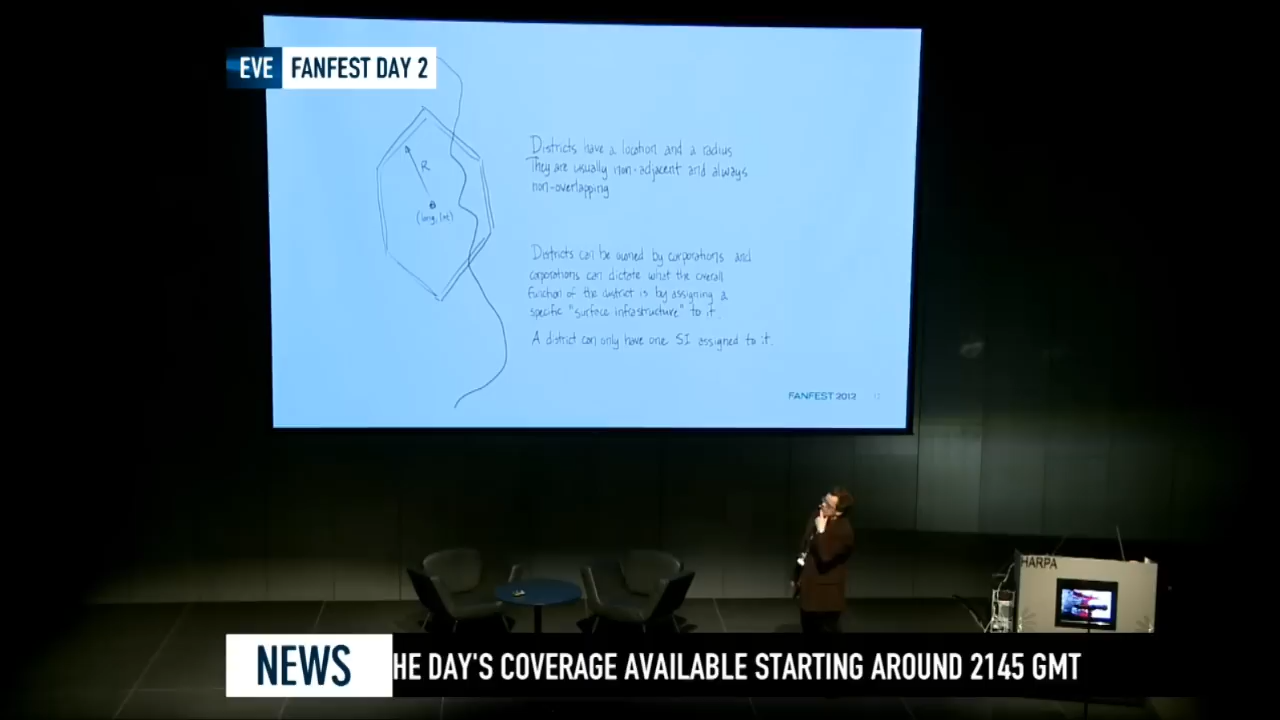 EVE FANFEST DAY 2
Districts have a location and a radius
They are usually non-adjacent and always
non-overlapping
R
(long, lat)
Districts can be owned by corporations and
corporations can dictate what the overall
function of the district is by assigning a
specific "surface infrastructure" to it.
A district can only have one SI assigned to it.
FANFEST 2012
HARPA
NEWS HE DAY'S COVERAGE AVAILABLE STARTING AROUND 2145 GMT